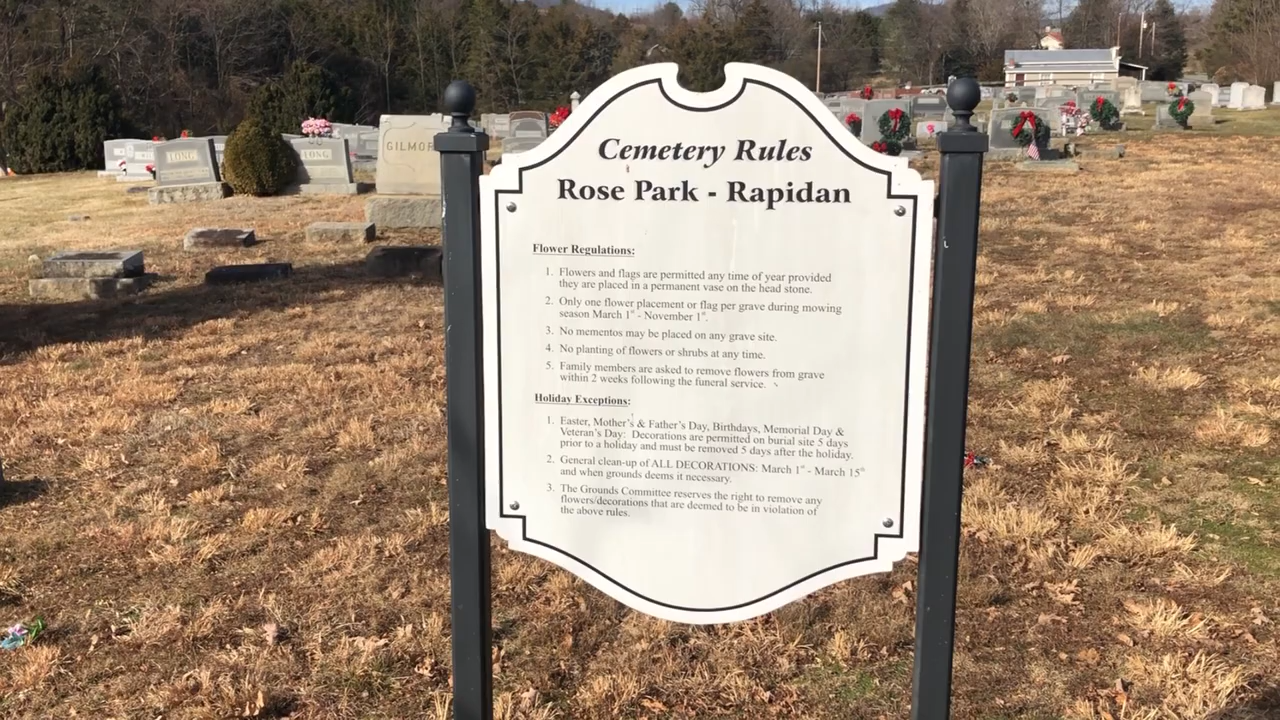 Cemetery Rules
Rose Park - Rapidan
Flower Regulations:
1. Flowers and flags are permitted any time of year provided
they are placed in a permanent vase on the head stone.
2. Only one flower placement or flag per grave during mowing
season March 1st - November 1st.
3. No mementos may be placed on any grave site.
4. No planting of flowers or shrubs at any time.
5. Family members are asked to remove flowers from grave
within 2 weeks following the funeral service.
Holiday Exceptions:
1. Easter, Mother's & Father's Day, Birthdays, Memorial Day &
Veteran's Day: Decorations are permitted on burial site 5 days
prior to a holiday and must be removed 5 days after the holiday.
2. General clean-up of ALL DECORATIONS: March 1st - March 15th
and when grounds deems it necessary.
3. The Grounds Committee reserves the right to remove any
flowers/decorations that are deemed to be in violation of
the above rules.
LONG
LONG
GILMOR